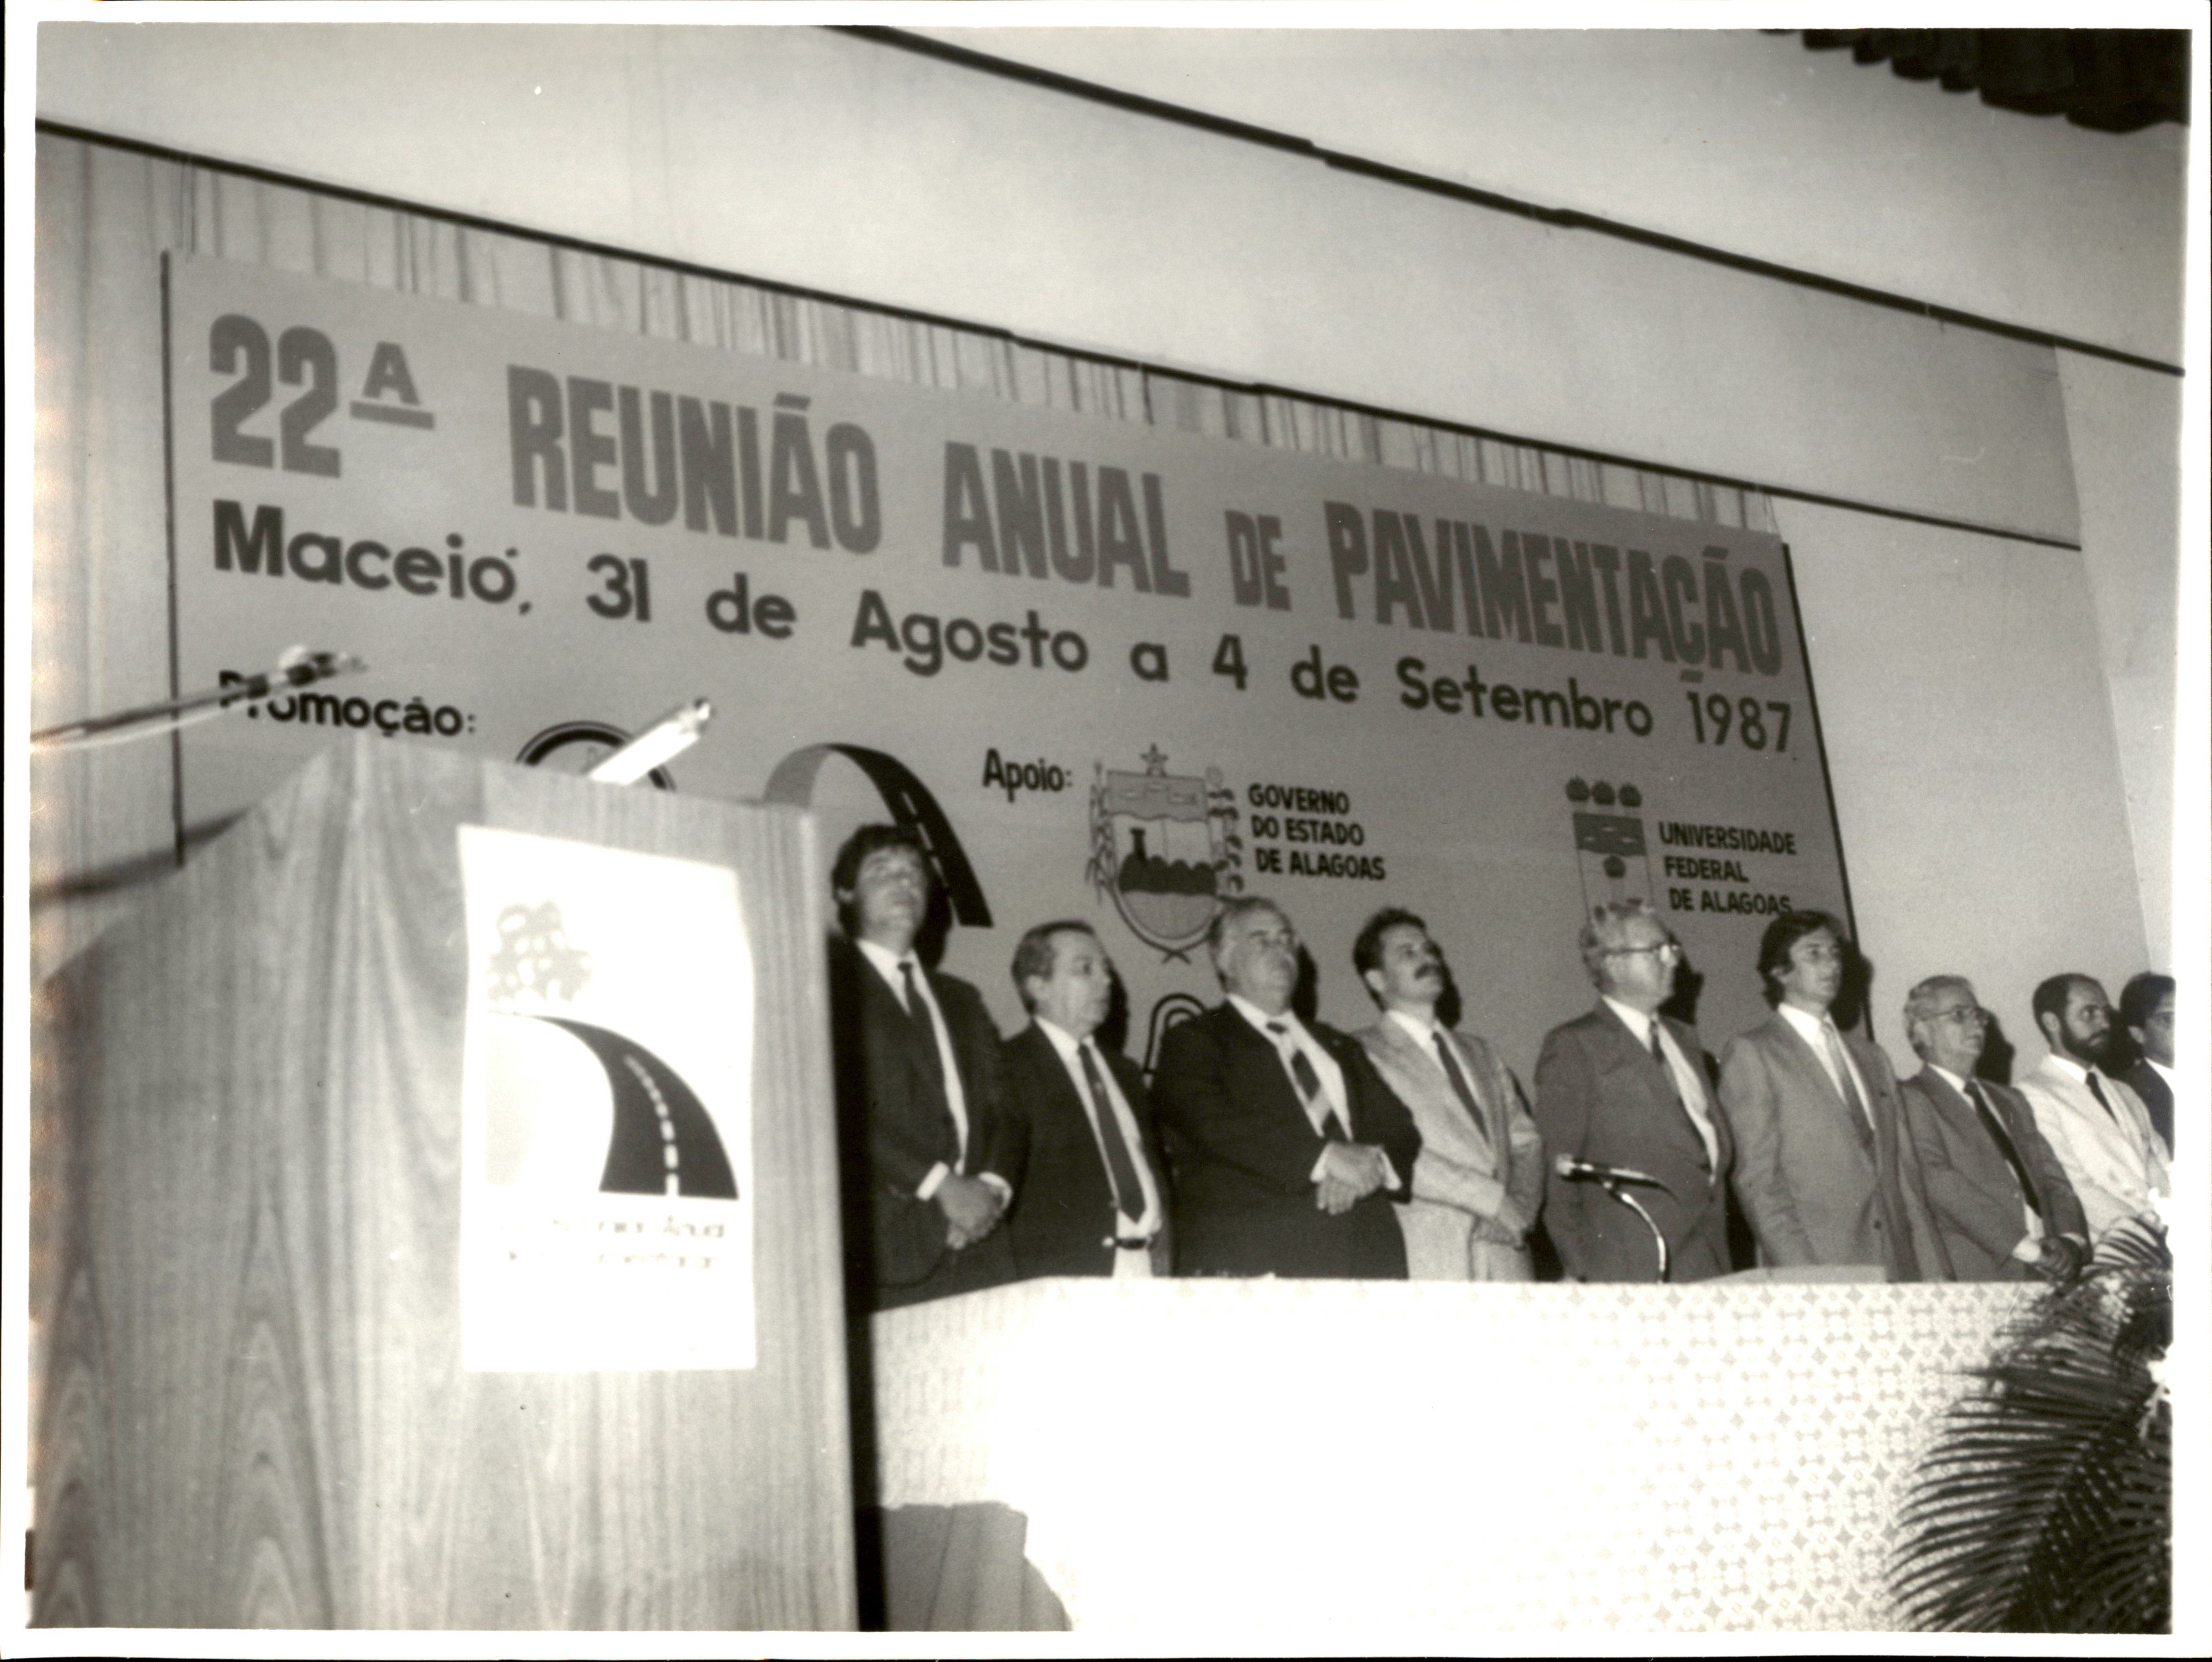 22ª REUNIÃO ANUAL DE PAVIMENTAÇÃO
Maceió, 31 de Agosto a 4 de Setembro 1987
Promoção:
Apoio:
GOVERNO
DO ESTADO
DE ALAGOAS
UNIVERSIDADE
FEDERAL
DE ALAGOAS